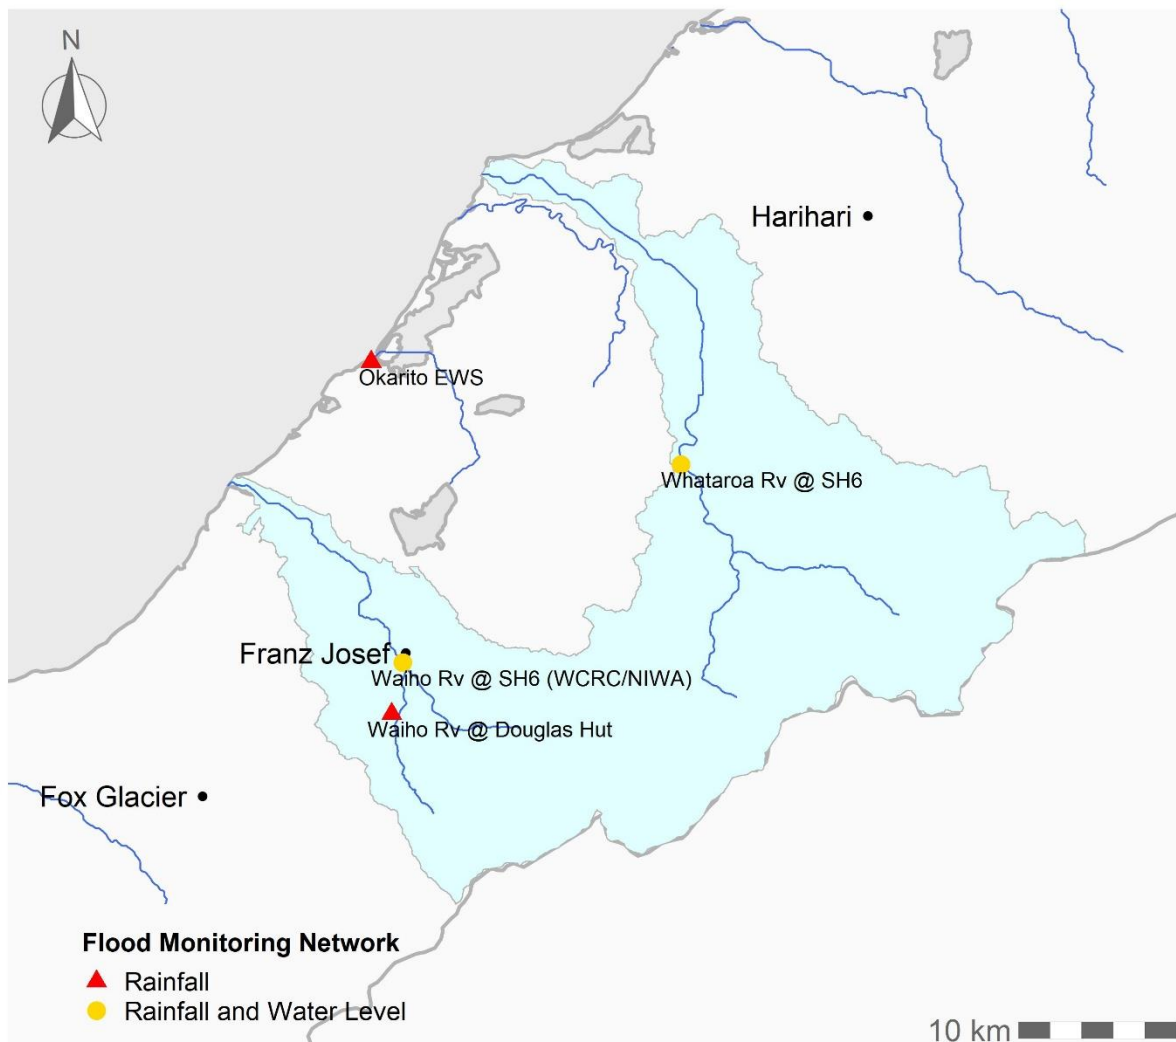 N
Harihari
Okarito EWS
Whataroa Rv @ SH6
Franz Josef
Waiho Rv @ SH6 (WCRC/NIWA)
Waiho Rv @ Douglas Hut
Fox Glacier
Flood Monitoring Network
Rainfall
Rainfall and Water Level
10 km